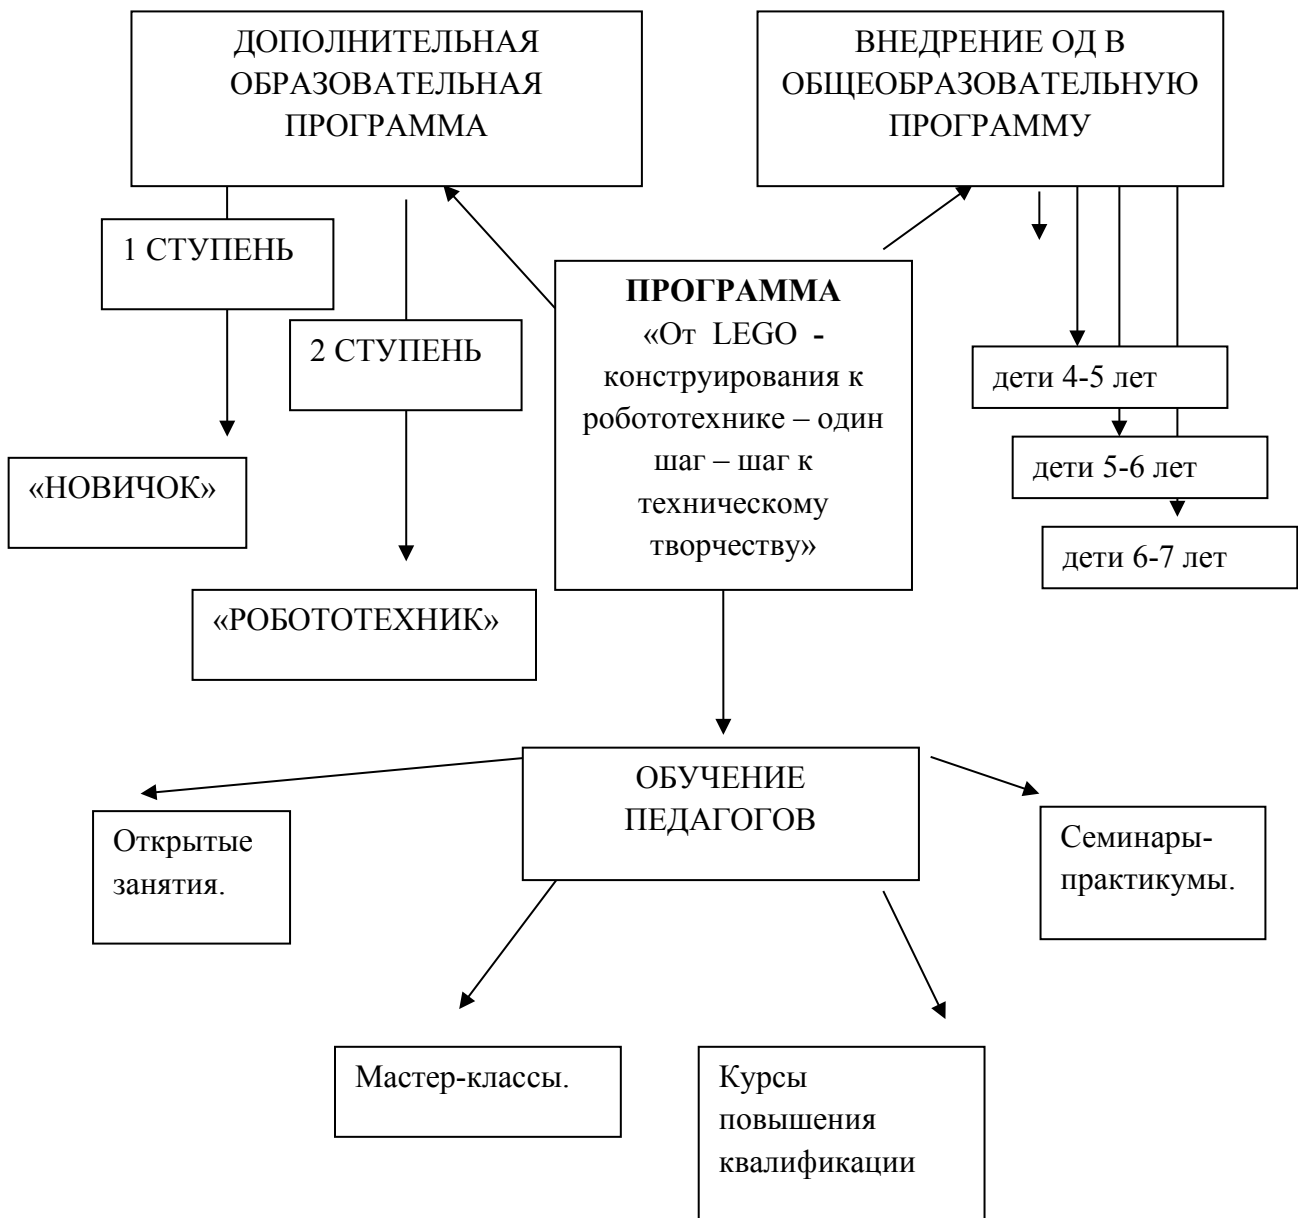 ДОПОЛНИТЕЛЬНАЯ
ОБРАЗОВАТЕЛЬНАЯ
ПРОГРАММА
ВНЕДРЕНИЕ ОД В
ОБЩЕОБРАЗОВАТЕЛЬНУЮ
ПРОГРАММУ
1 СТУПЕНЬ
2 СТУПЕНЬ
«НОВИЧОК»
«РОБОТОТЕХНИК»
ПРОГРАММА
«От LEGO -
конструирования к
робототехнике – один
шаг – шаг к
техническому
творчеству»
дети 4-5 лет
дети 5-6 лет
дети 6-7 лет
ОБУЧЕНИЕ
ПЕДАГОГОВ
Открытые
занятия.
Семинары-
практикумы.
Мастер-классы.
Курсы
повышения
квалификации